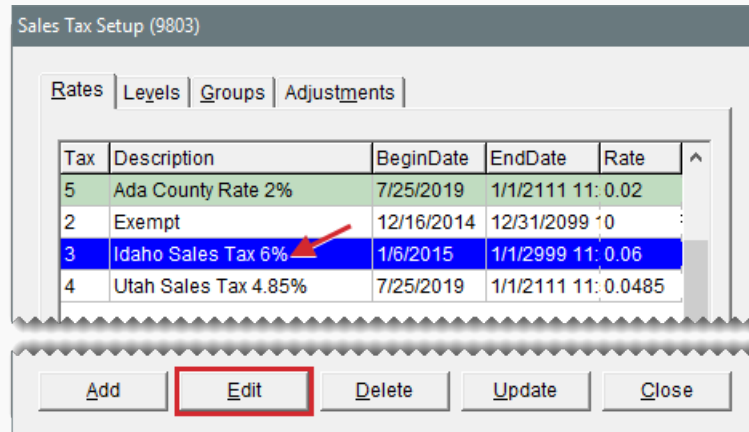 Sales Tax Setup (9803)
Rates Levels Groups Adjustments
Tax Description BeginDate EndDate Rate
5 Ada County Rate 2% 7/25/2019 1/1/2111 11: 0.02
2 Exempt 12/16/2014 12/31/2099 1 0
3 Idaho Sales Tax 6% 1/6/2015 1/1/2999 11: 0.06
4 Utah Sales Tax 4.85% 7/25/2019 1/1/2111 11: 0.0485
Add Edit Delete Update Close